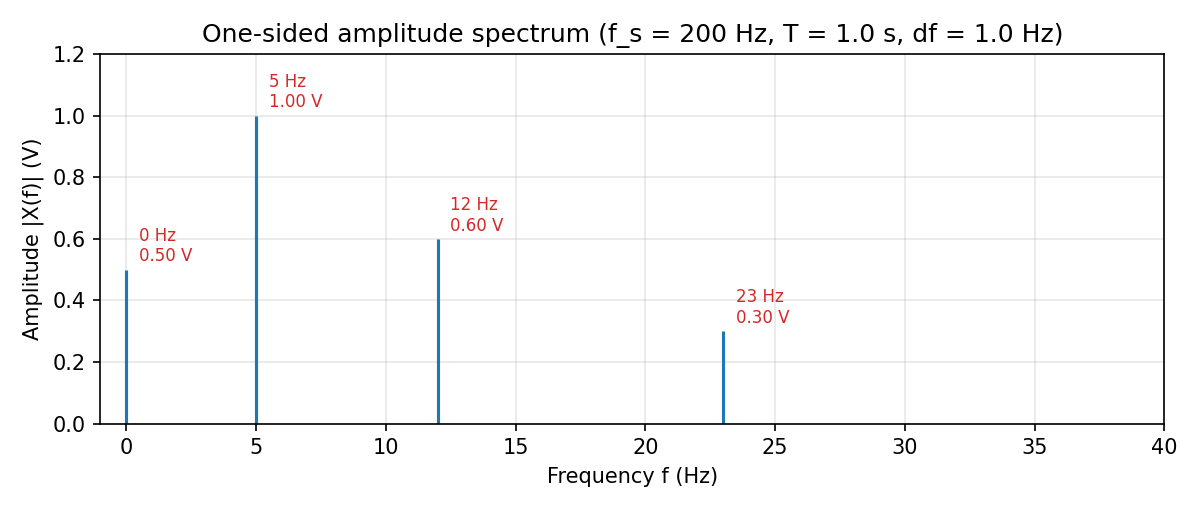 One-sided amplitude spectrum (f_s = 200 Hz, T = 1.0 s, df = 1.0 Hz)
Amplitude |X(f)| (V)
1.2
1.0
0.8
0.6
0.4
0.2
0.0
5 Hz
1.00 V
12 Hz
0.60 V
0 Hz
0.50 V
23 Hz
0.30 V
0
5
10
15
20
25
30
35
40
Frequency f (Hz)